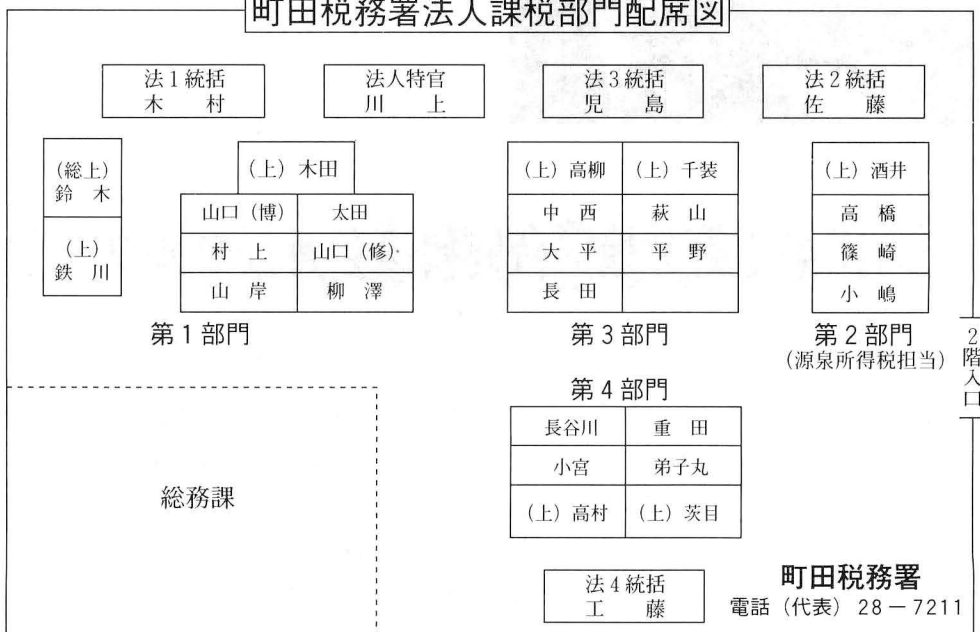 町田税務署法人課税部門配席図
法1統括
木 村
法人特官
川 上
法3統括
児 島
法2統括
佐 藤
(総上)
鈴 木
(上)
鉄 川
(上) 木田
山口 (博) 太田
村 上 山口 (修)
山 岸 柳 澤
第1部門
(上) 高柳 (上) 千装
中 西 萩 山
大 平 平 野
長 田
第3部門
(上) 酒井
高 橋
篠 崎
小 嶋
第2部門
(源泉所得税担当)
2階入口
第4部門
長谷川 重 田
小宮 弟子丸
(上) 高村 (上) 茨目
法4統括
工 藤
総務課
町田税務署
電話 (代表) 28-7211